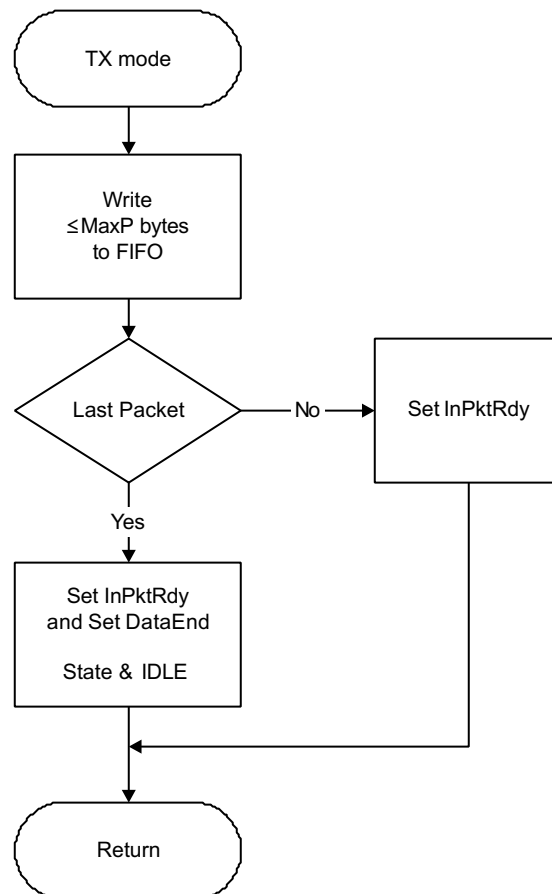 TX mode
Write
≤MaxP bytes
to FIFO
Last Packet
No
Set InPktRdy
Yes
Set InPktRdy
and Set DataEnd
State & IDLE
Return